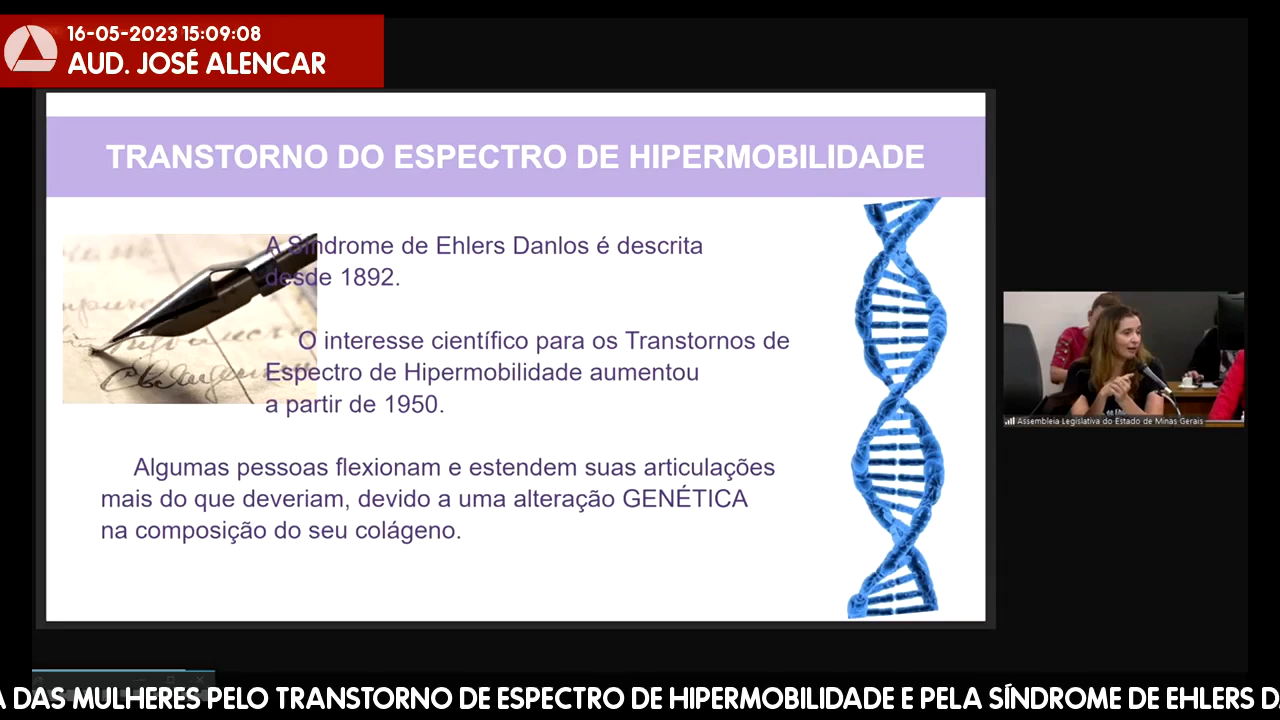 16-05-2023 15:09:08
AUD. JOSÉ ALENCAR
TRANSTORNO DO ESPECTRO DE HIPERMOBILIDADE
A Síndrome de Ehlers Danlos é descrita
desde 1892.
O interesse científico para os Transtornos de
Espectro de Hipermobilidade aumentou
a partir de 1950.
Algumas pessoas flexionam e estendem suas articulações
mais do que deveriam, devido a uma alteração GENÉTICA
na composição do seu colágeno.
Assembleia Legislativa do Estado de Minas Gerais
A DAS MULHERES PELO TRANSTORNO DE ESPECTRO DE HIPERMOBILIDADE E PELA SÍNDROME DE EHLERS DA